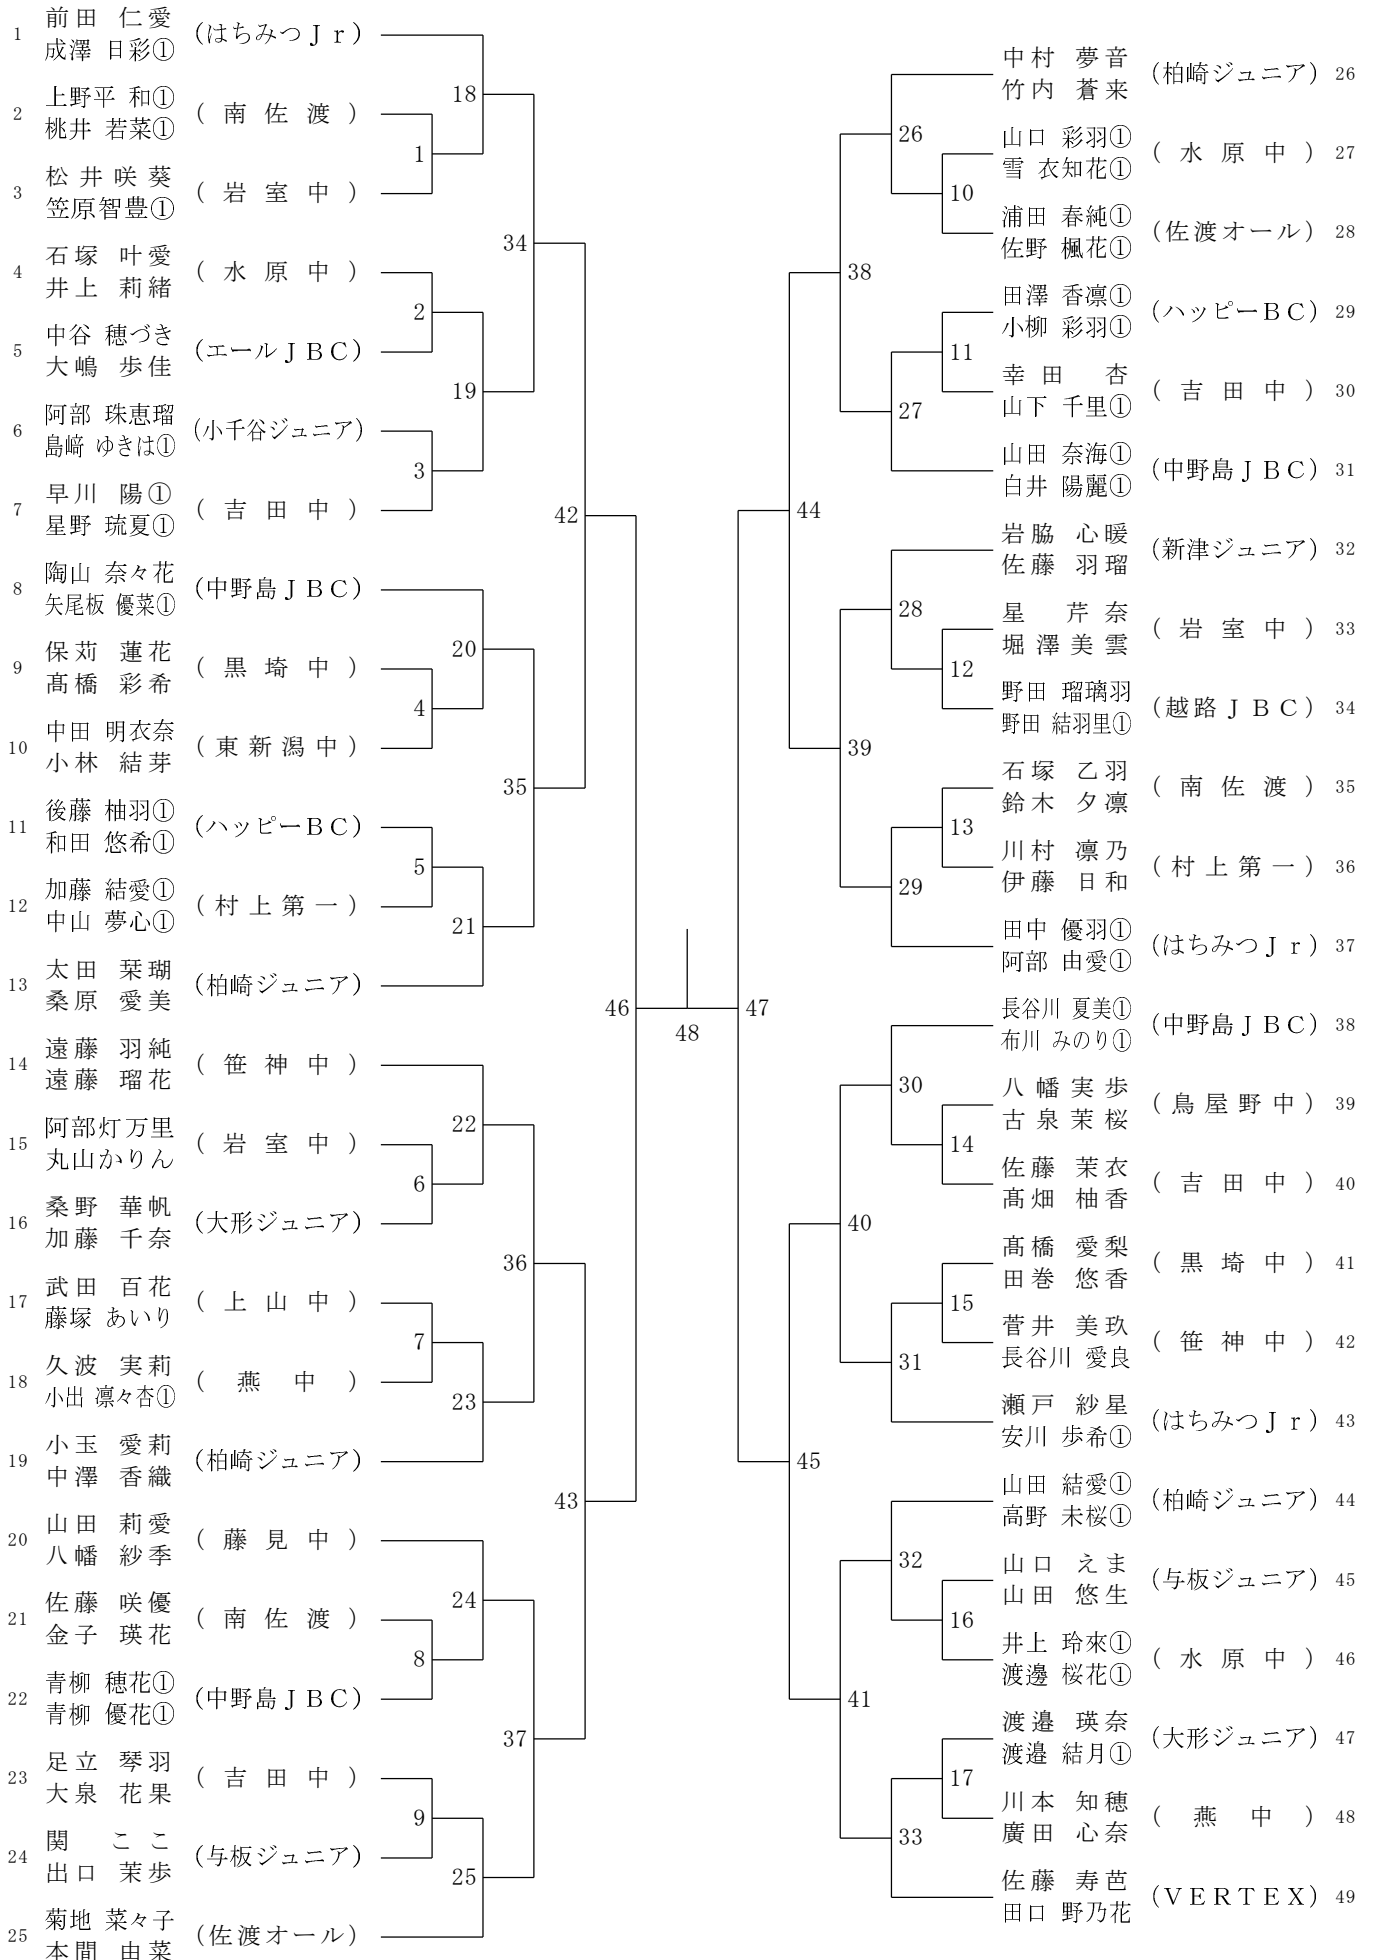 1 前田 仁愛 (はちみつＪｒ)
成澤 日彩①
2 上野平 和① (南佐渡)
桃井 若菜①
3 松井咲葵 (岩室中)
笠原智豊①
4 石塚 叶愛 (水原中)
井上 莉緒
5 中谷 穂づき (エールＪＢＣ)
大嶋 歩佳
6 阿部 珠恵瑠 (小千谷ジュニア)
島﨑 ゆきは①
7 早川 陽① (吉田中)
星野 琉夏①
8 陶山 奈々花 (中野島ＪＢＣ)
矢尾板 優菜①
9 保苅 蓮花 (黒埼中)
髙橋 彩希
10 中田 明衣奈 (東新潟中)
小林 結芽
11 後藤 柚羽① (ハッピーＢＣ)
和田 悠希①
12 加藤 結愛① (村上第一)
中山 夢心①
13 太田 栞瑚 (柏崎ジュニア)
桑原 愛美
14 遠藤 羽純 (笹神中)
遠藤 瑠花
15 阿部灯万里 (岩室中)
丸山かりん
16 桑野 華帆 (大形ジュニア)
加藤 千奈
17 武田 百花 (上山中)
藤塚 あいり
18 久波 実莉 (燕中)
小出 凛々杏①
19 小玉 愛莉 (柏崎ジュニア)
中澤 香織
20 山田 莉愛 (藤見中)
八幡 紗季
21 佐藤 咲優 (南佐渡)
金子 瑛花
22 青柳 穂花① (中野島ＪＢＣ)
青柳 優花①
23 足立 琴羽 (吉田中)
大泉 花果
24 関 ここ (与板ジュニア)
出口 茉歩
25 菊地 菜々子 (佐渡オール)
本間 由菜
1
2
3
4
5
6
7
8
9
18
19
20
21
22
23
24
25
34
35
36
37
42
43
46
48
47
44
45
38
39
40
41
26
27
28
29
30
31
32
33
10
11
12
13
14
15
16
17
中村 夢音 (柏崎ジュニア) 26
竹内 蒼来
山口 彩羽① (水原中) 27
雪 衣知花①
浦田 春純① (佐渡オール) 28
佐野 楓花①
田澤 香凛① (ハッピーＢＣ) 29
小柳 彩羽①
幸田 杏 (吉田中) 30
山下 千里①
山田 奈海① (中野島ＪＢＣ) 31
白井 陽麗①
岩脇 心暖 (新津ジュニア) 32
佐藤 羽瑠
星 芹奈 (岩室中) 33
堀澤美雲
野田 瑠璃羽 (越路ＪＢＣ) 34
野田 結羽里①
石塚 乙羽 (南佐渡) 35
鈴木 夕凛
川村 凛乃 (村上第一) 36
伊藤 日和
田中 優羽① (はちみつＪｒ) 37
阿部 由愛①
長谷川 夏美① (中野島ＪＢＣ) 38
布川 みのり①
八幡実歩 (鳥屋野中) 39
古泉茉桜
佐藤 茉衣 (吉田中) 40
髙畑 柚香
髙橋 愛梨 (黒埼中) 41
田巻 悠香
菅井 美玖 (笹神中) 42
長谷川 愛良
瀬戸 紗星 (はちみつＪｒ) 43
安川 歩希①
山田 結愛① (柏崎ジュニア) 44
高野 未桜①
山口 えま (与板ジュニア) 45
山田 悠生
井上 玲來① (水原中) 46
渡邊 桜花①
渡邉 瑛奈 (大形ジュニア) 47
渡邉 結月①
川本 知穂 (燕中) 48
廣田 心奈
佐藤 寿芭 (ＶＥＲＴＥＸ) 49
田口 野乃花